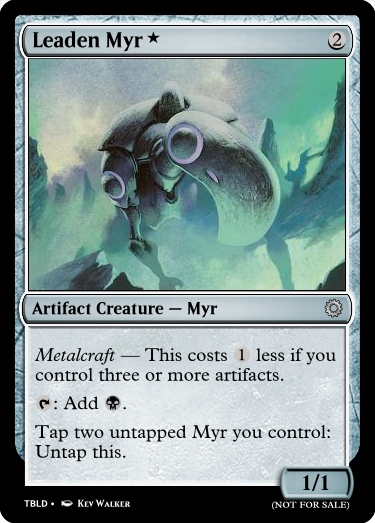 Leaden Myr ★ 2
Artifact Creature — Myr
Metalcraft — This costs 1 less if you
control three or more artifacts.
: Add .
Tap two untapped Myr you control:
Untap this.
1/1
TBLD • Kev Walker
(NOT FOR SALE)